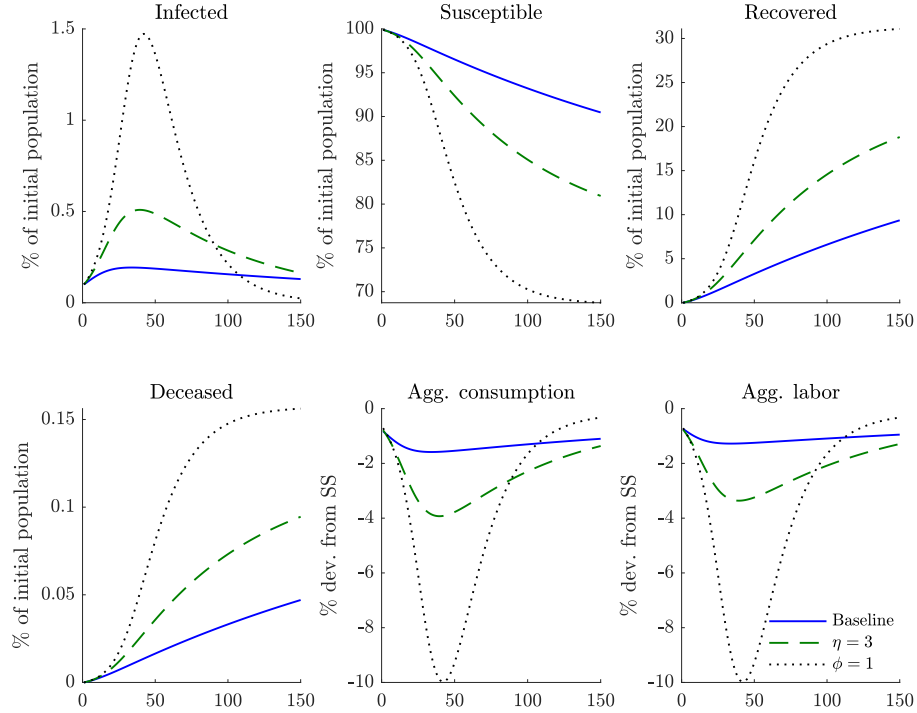 Infected
% of initial population
1.5
1
0.5
0
0 50 100 150
Susceptible
% of initial population
100
95
90
85
80
75
70
0 50 100 150
Recovered
% of initial population
30
25
20
15
10
5
0
0 50 100 150
Deceased
% of initial population
0.15
0.1
0.05
0
0 50 100 150
Agg. consumption
% dev. from SS
0
-2
-4
-6
-8
-10
0 50 100 150
Agg. labor
% dev. from SS
0
-2
-4
-6
-8
-10
0 50 100 150
Baseline
η = 3
ϕ = 1